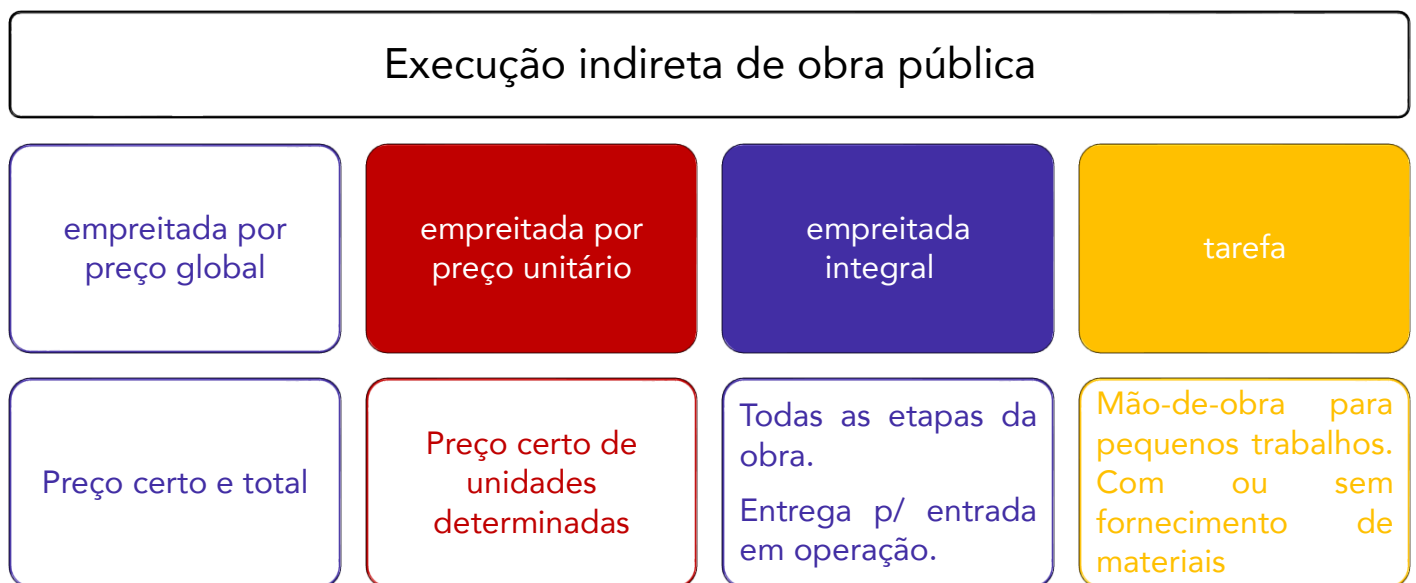 Execução indireta de obra pública
empreitada por
preço global
empreitada por
preço unitário
empreitada
integral
tarefa
Preço certo e total
Preço certo de
unidades
determinadas
Todas as etapas da
obra.
Entrega p/ entrada
em operação.
Mão-de-obra para
pequenos trabalhos.
Com ou sem
fornecimento de
materiais